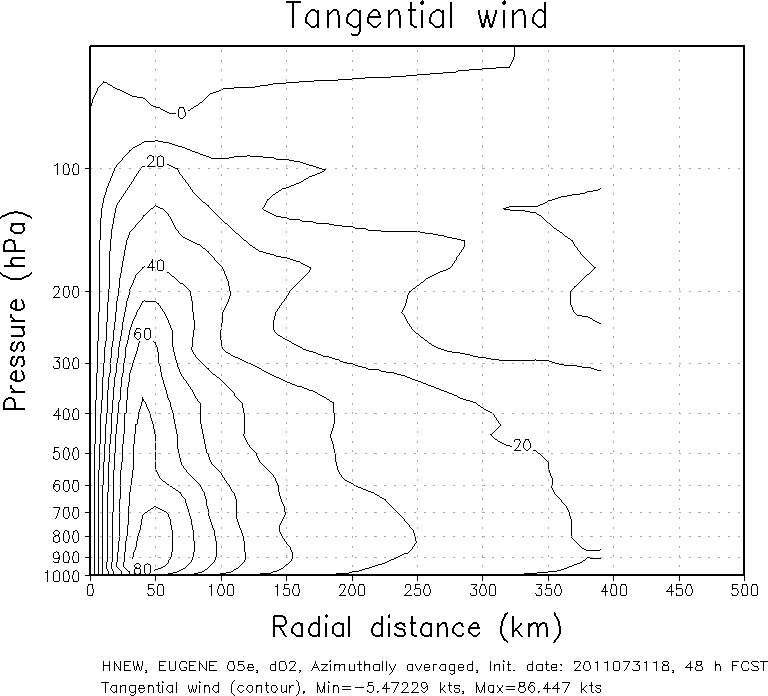 Tangential wind
0
100
20
40
200
60
300
400
20
500
600
700
800
900
80
1000
0 50 100 150 200 250 300 350 400 450 500
Pressure (hPa)
Radial distance (km)
HNEW, EUGENE 05e, d02, Azimuthally averaged, Init. date: 2011073118, 48 h FCST
Tangential wind (contour), Min=-5.47229 kts, Max=86.447 kts